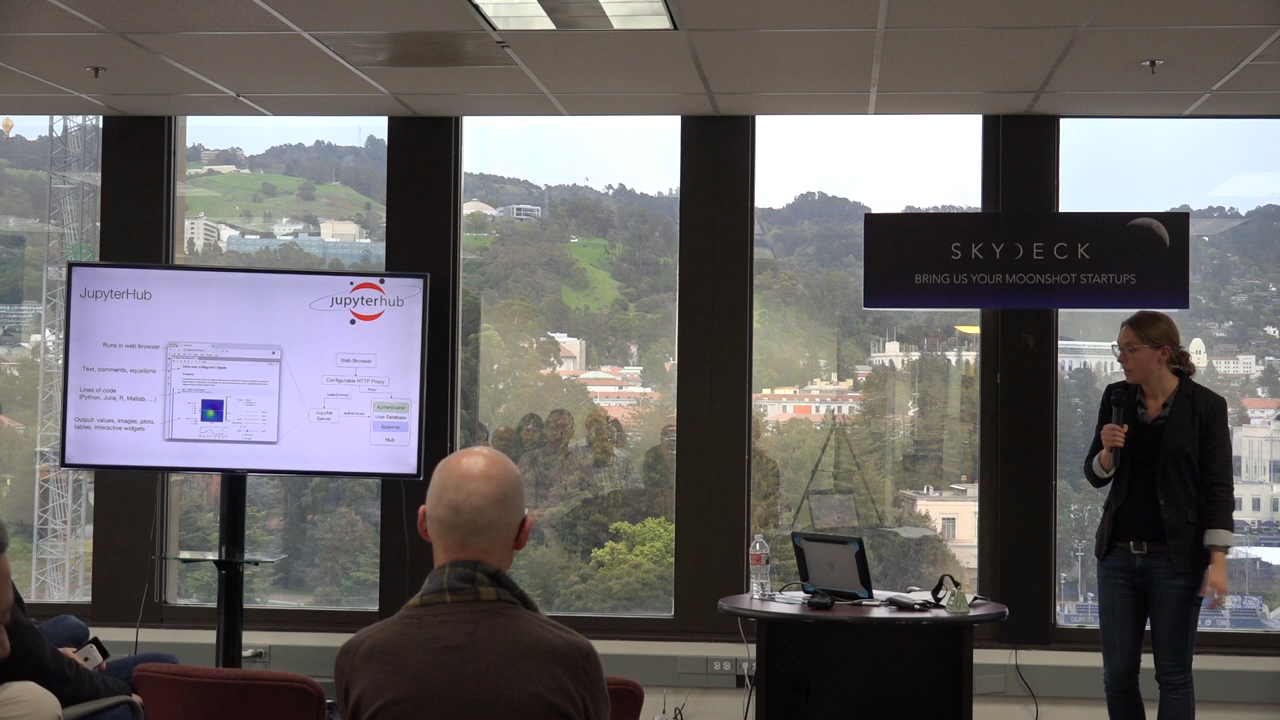 JupyterHub
jupyterhub
Runs in web browser
Text, comments, equations
Lines of code
(Python, Julia, R, Matlab, ...)
Output: values, images, plots,
tables, interactive widgets
Web Browser
Configurable HTTP Proxy
Jupyter
Server
Authenticator
User Database
Spawner
Hub
SKYDECK
BRING US YOUR MOONSHOT STARTUPS